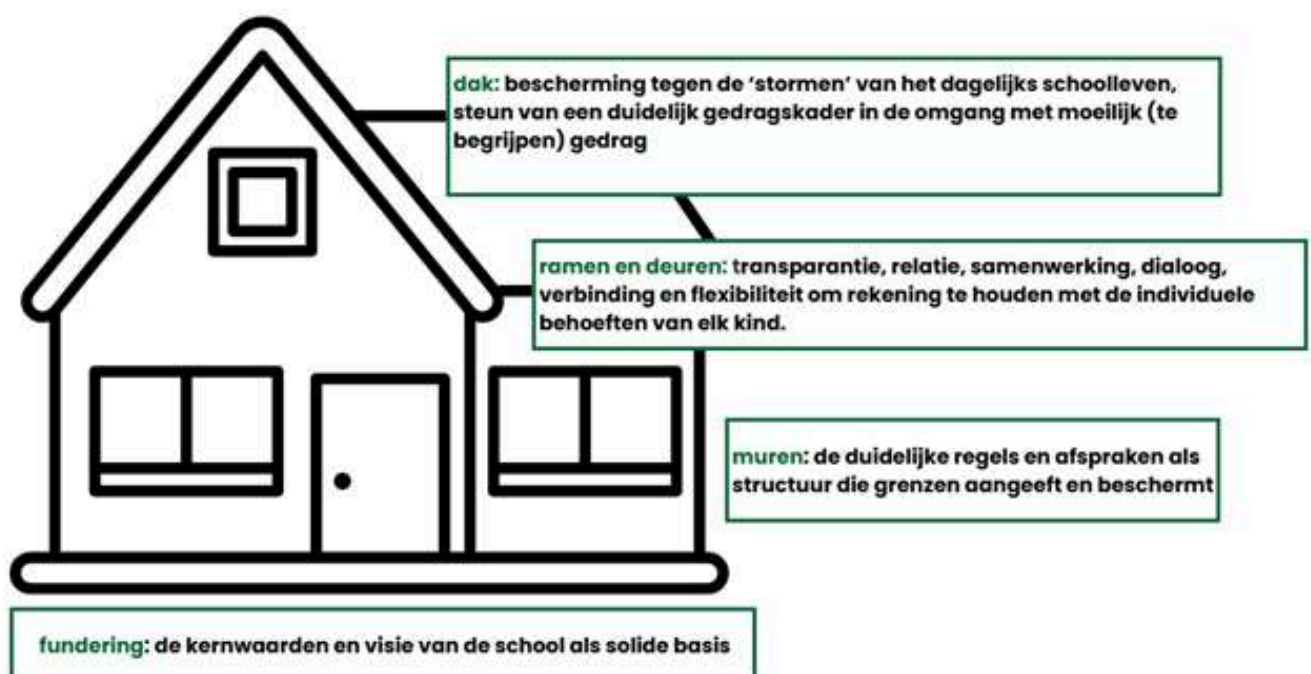 dak: bescherming tegen de ‘stormen’ van het dagelijks schoolleven,
steun van een duidelijk gedragskader in de omgang met moeilijk (te
begrijpen) gedrag
ramen en deuren: transparantie, relatie, samenwerking, dialoog,
verbinding en flexibiliteit om rekening te houden met de individuele
behoeften van elk kind.
muren: de duidelijke regels en afspraken als
structuur die grenzen aangeeft en beschermt
fundering: de kernwaarden en visie van de school als solide basis